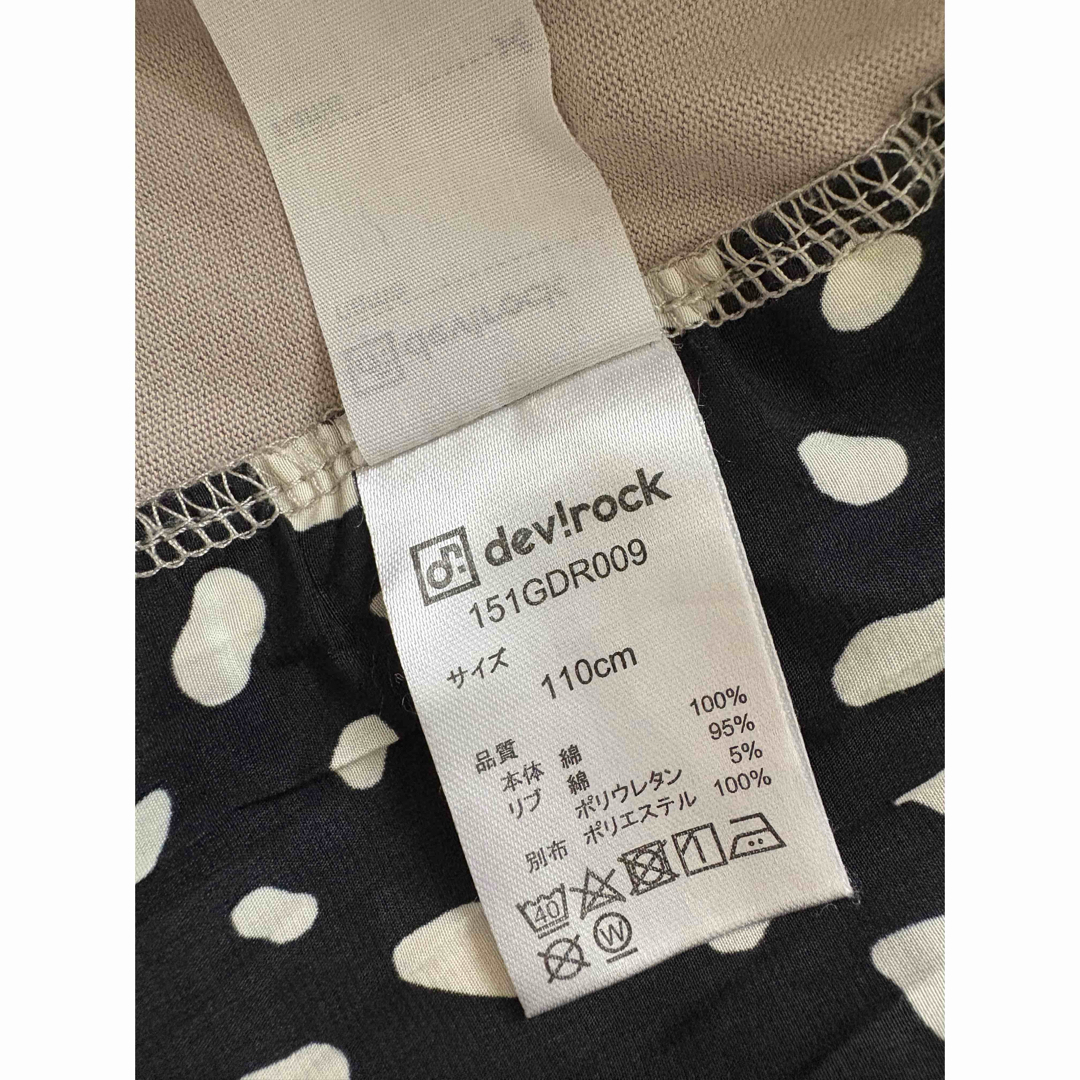 dev!rock
151GDR009
サイズ 110cm
品質
本体 綿 100%
リブ 綿 95%
ポリウレタン 5%
別布 ポリエステル 100%
40
W